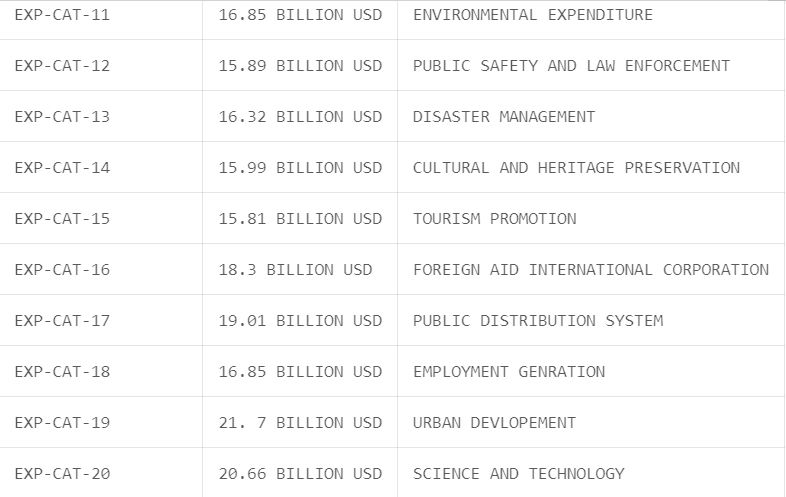 EXP-CAT-11 16.85 BILLION USD ENVIRONMENTAL EXPENDITURE
EXP-CAT-12 15.89 BILLION USD PUBLIC SAFETY AND LAW ENFORCEMENT
EXP-CAT-13 16.32 BILLION USD DISASTER MANAGEMENT
EXP-CAT-14 15.99 BILLION USD CULTURAL AND HERITAGE PRESERVATION
EXP-CAT-15 15.81 BILLION USD TOURISM PROMOTION
EXP-CAT-16 18.3 BILLION USD FOREIGN AID INTERNATIONAL CORPORATION
EXP-CAT-17 19.01 BILLION USD PUBLIC DISTRIBUTION SYSTEM
EXP-CAT-18 16.85 BILLION USD EMPLOYMENT GENRATION
EXP-CAT-19 21. 7 BILLION USD URBAN DEVLOPEMENT
EXP-CAT-20 20.66 BILLION USD SCIENCE AND TECHNOLOGY